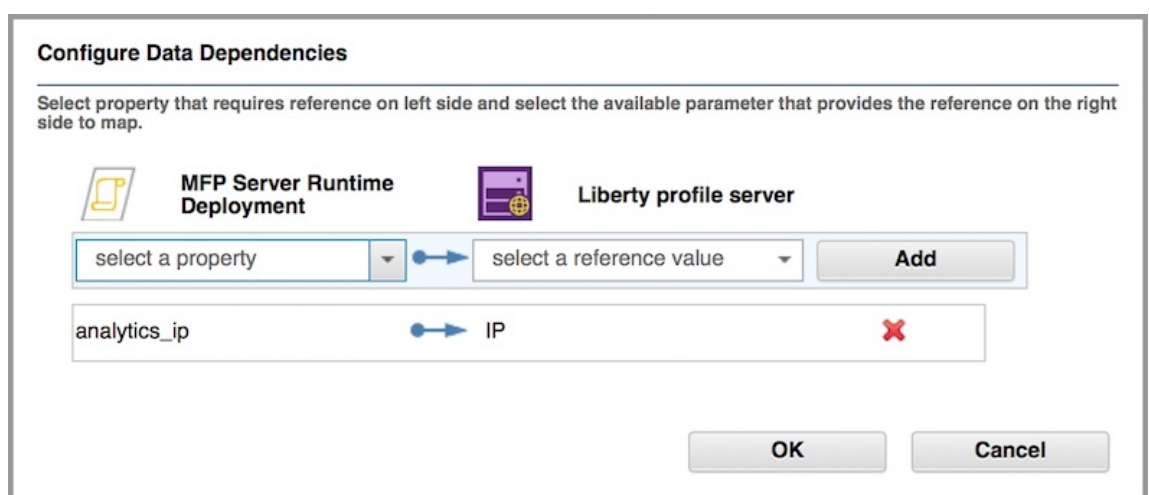 Configure Data Dependencies
Select property that requires reference on left side and select the available parameter that provides the reference on the right
side to map.
MFP Server Runtime
Deployment
Liberty profile server
select a property
select a reference value
Add
analytics_ip
IP
OK
Cancel